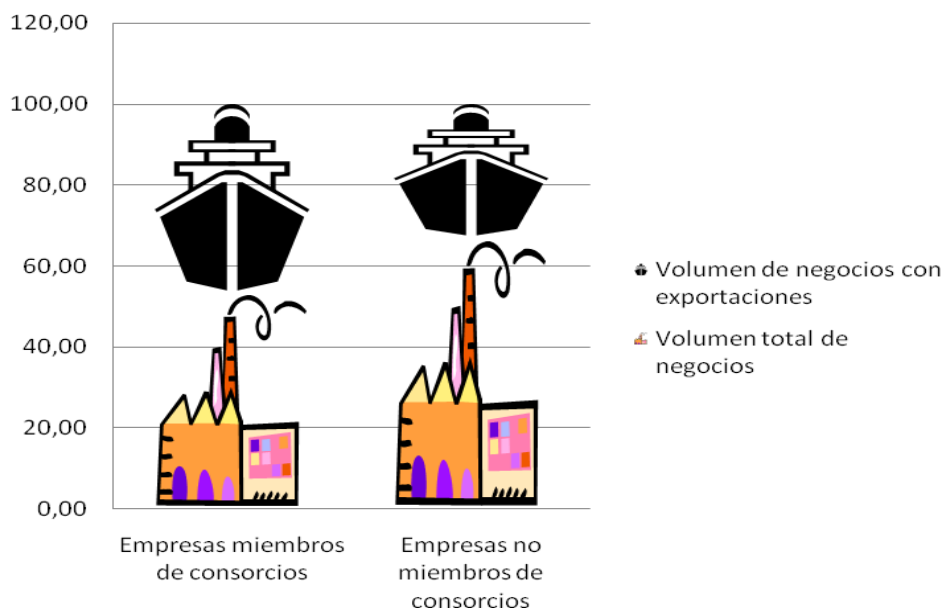 120,00
100,00
80,00
60,00
40,00
20,00
0,00
Empresas miembros
de consorcios
Empresas no
miembros de
consorcios
Volumen de negocios con
exportaciones
Volumen total de
negocios